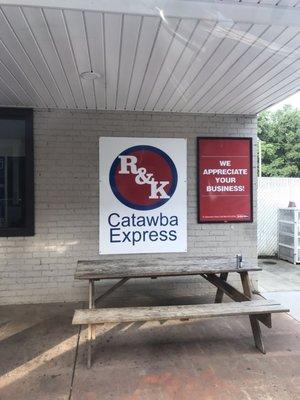 R&K
Catawba
Express
WE
APPRECIATE
YOUR
BUSINESS!